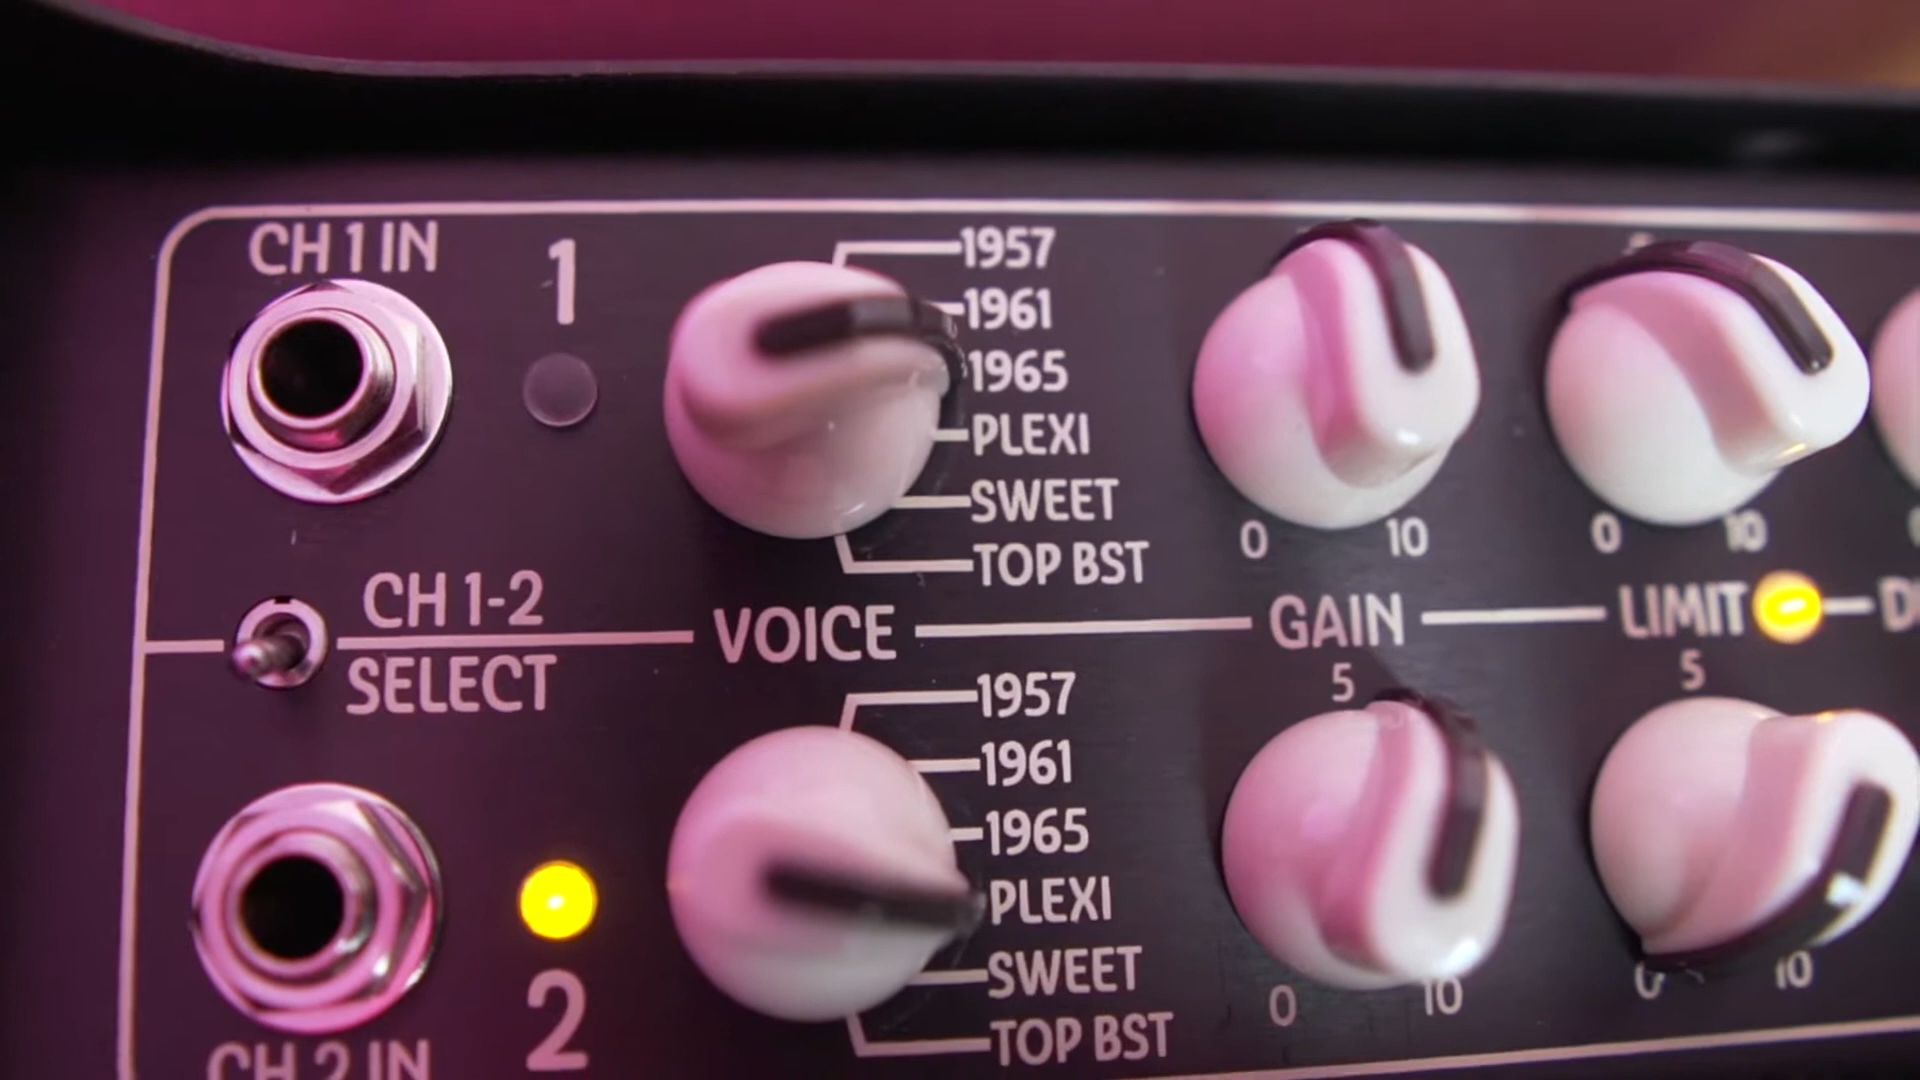 CH 1 IN
1
1957
1961
1965
PLEXI
SWEET
TOP BST
0 10
0 10
CH 1-2
SELECT
VOICE
GAIN
LIMIT
5
5
1957
1961
1965
PLEXI
SWEET
TOP BST
0 10
0 10
2
CH 2 IN